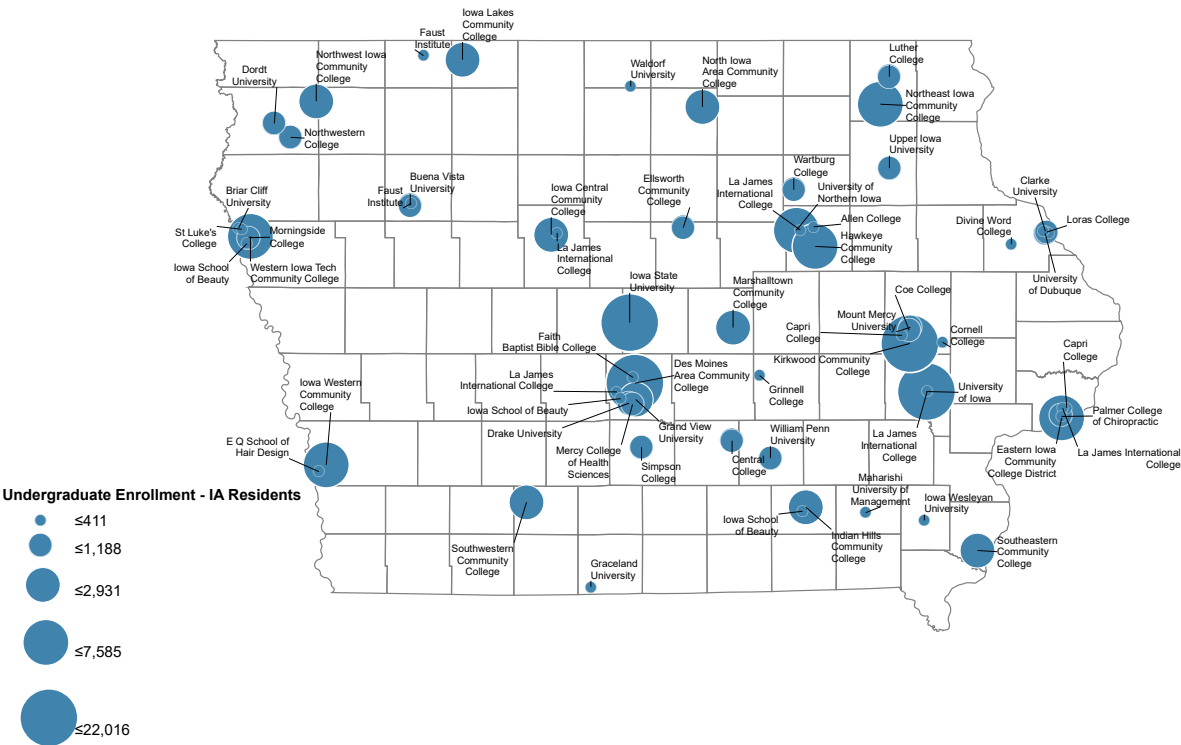 Iowa Lakes
Community
College
Faust
Institute
Northwest Iowa
Community
College
Dordt
University
Northwestern
College
Waldorf
University
North Iowa
Area Community
College
Luther
College
Northeast Iowa
Community
College
Upper Iowa
University
Wartburg
College
La James
International
College
University of
Northern Iowa
Allen College
Hawkeye
Community
College
Buena Vista
University
Faust
Institute
Iowa Central
Community
College
La James
International
College
Ellsworth
Community
College
Briar Cliff
University
St Luke's
College
Morningside
College
Iowa School
of Beauty
Western Iowa Tech
Community College
Clarke
University
Divine Word
College
Loras College
University
of Dubuque
Iowa State
University
Marshalltown
Community
College
Coe College
Mount Mercy
University
Capri
College
Cornell
College
Kirkwood Community
College
Capri
College
Faith
Baptist Bible College
Des Moines
Area Community
College
La James
International College
Iowa School of Beauty
Drake University
Grand View
University
Mercy College
of Health
Sciences
Simpson
College
Grinnell
College
Central
College
William Penn
University
University
of Iowa
La James
International
College
Palmer College
of Chiropractic
Eastern Iowa
Community
College District
La James International
College
Iowa Western
Community
College
E Q School of
Hair Design
Southwestern
Community
College
Graceland
University
Iowa School
of Beauty
Indian Hills
Community
College
Maharishi
University of
Management
Iowa Wesleyan
University
Southeastern
Community
College
Undergraduate Enrollment - IA Residents
≤411
≤1,188
≤2,931
≤7,585
≤22,016